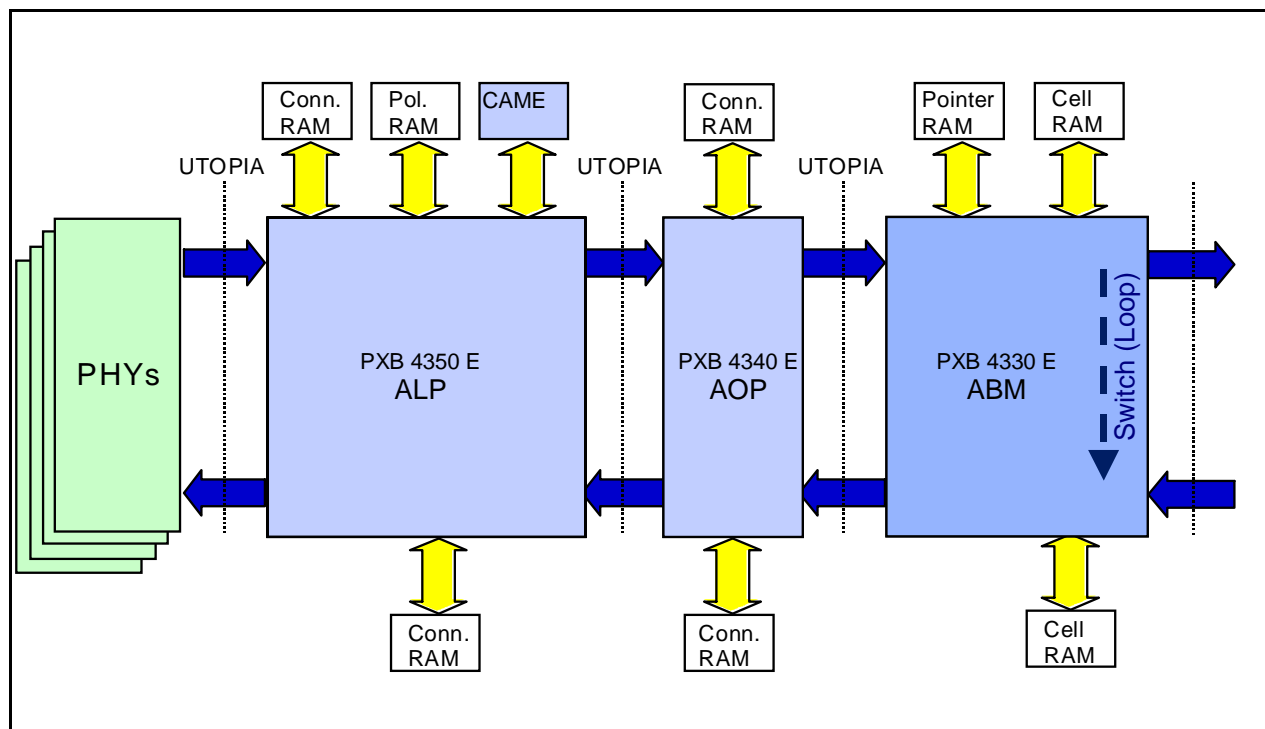 Conn.
RAM
Pol.
RAM
CAME
Conn.
RAM
Pointer
RAM
Cell
RAM
UTOPIA
UTOPIA
UTOPIA
PHYs
PXB 4350 E
ALP
PXB 4340 E
AOP
PXB 4330 E
ABM
Switch (Loop)
Conn.
RAM
Conn.
RAM
Cell
RAM